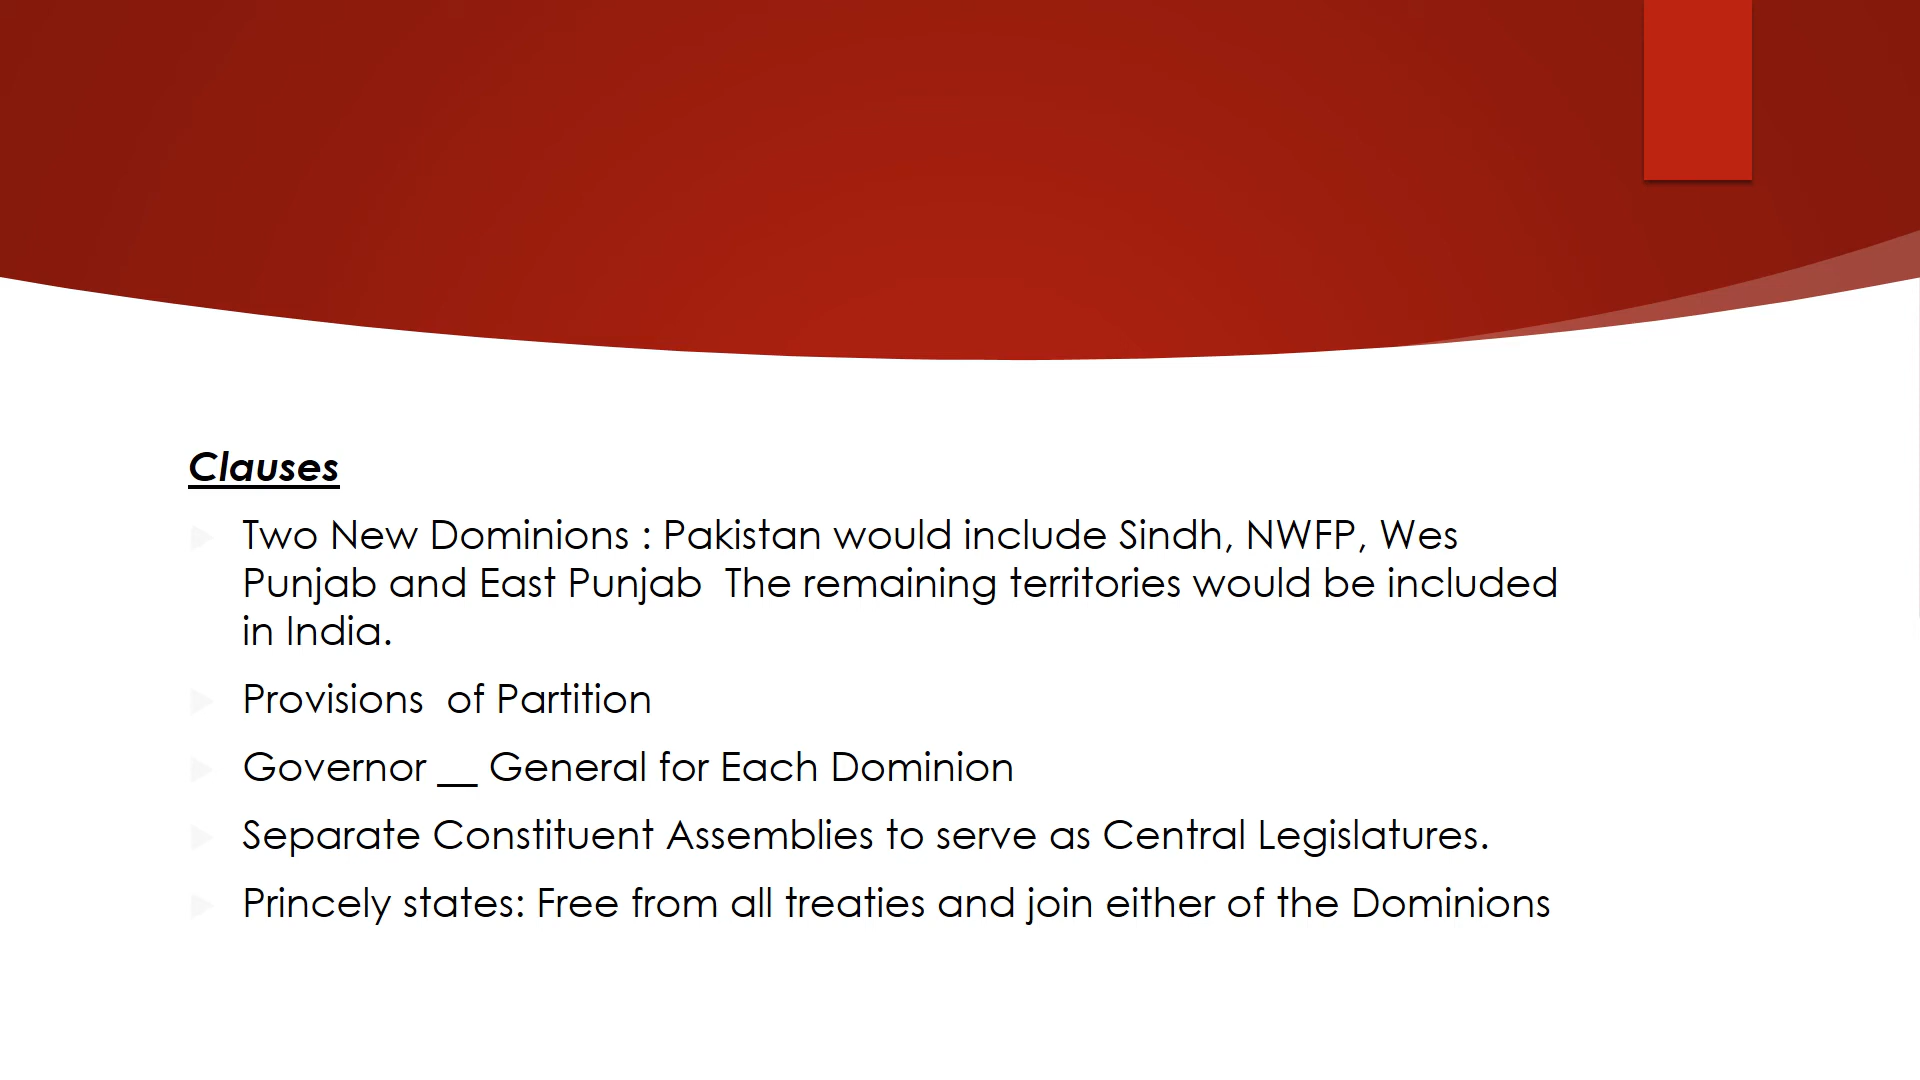 Clauses
Two New Dominions : Pakistan would include Sindh, NWFP, Wes
Punjab and East Punjab  The remaining territories would be included
in India.
Provisions  of Partition
Governor __ General for Each Dominion
Separate Constituent Assemblies to serve as Central Legislatures.
Princely states: Free from all treaties and join either of the Dominions